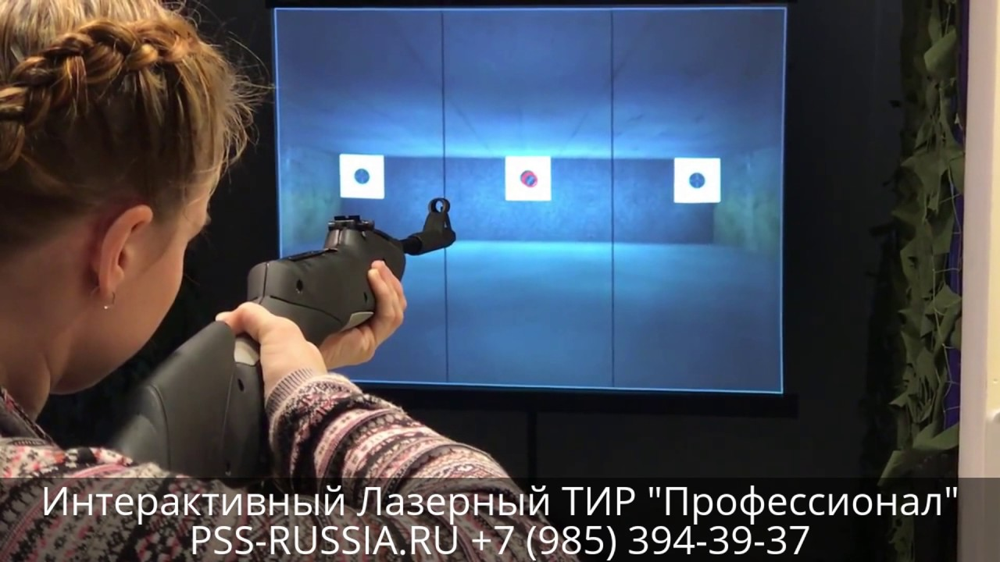 Интерактивный Лазерный ТИР "Профессионал"
PSS-RUSSIA.RU +7 (985) 394-39-37